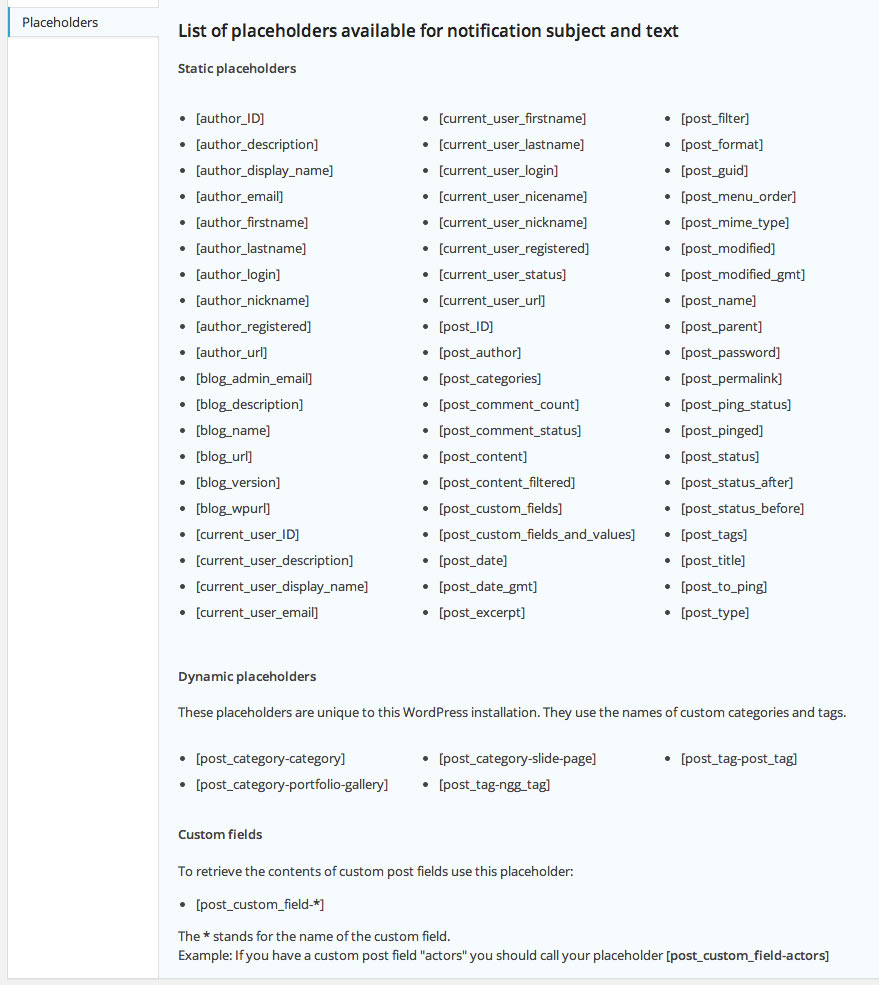 Placeholders
List of placeholders available for notification subject and text
Static placeholders
[author_ID]
[author_description]
[author_display_name]
[author_email]
[author_firstname]
[author_lastname]
[author_login]
[author_nickname]
[author_registered]
[author_url]
[blog_admin_email]
[blog_description]
[blog_name]
[blog_url]
[blog_version]
[blog_wpurl]
[current_user_ID]
[current_user_description]
[current_user_display_name]
[current_user_email]
[current_user_firstname]
[current_user_lastname]
[current_user_login]
[current_user_nicename]
[current_user_nickname]
[current_user_registered]
[current_user_status]
[current_user_url]
[post_ID]
[post_author]
[post_categories]
[post_comment_count]
[post_comment_status]
[post_content]
[post_content_filtered]
[post_custom_fields]
[post_custom_fields_and_values]
[post_date]
[post_date_gmt]
[post_excerpt]
[post_filter]
[post_format]
[post_guid]
[post_menu_order]
[post_mime_type]
[post_modified]
[post_modified_gmt]
[post_name]
[post_parent]
[post_password]
[post_permalink]
[post_ping_status]
[post_pinged]
[post_status]
[post_status_after]
[post_status_before]
[post_tags]
[post_title]
[post_to_ping]
[post_type]
Dynamic placeholders
These placeholders are unique to this WordPress installation. They use the names of custom categories and tags.
[post_category-category]
[post_category-portfolio-gallery]
[post_category-slide-page]
[post_tag-ngg_tag]
[post_tag-post_tag]
Custom fields
To retrieve the contents of custom post fields use this placeholder:
[post_custom_field-*]
The * stands for the name of the custom field.
Example: If you have a custom post field "actors" you should call your placeholder [post_custom_field-actors]